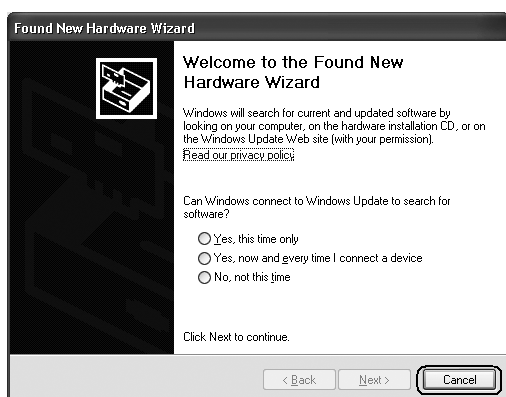 Found New Hardware Wizard
Welcome to the Found New
Hardware Wizard
Windows will search for current and updated software by
looking on your computer, on the hardware installation CD, or on
the Windows Update Web site (with your permission).
Read our privacy policy
Can Windows connect to Windows Update to search for
software?
Yes, this time only
Yes, now and every time I connect a device
No, not this time
Click Next to continue.
< Back
Next >
Cancel